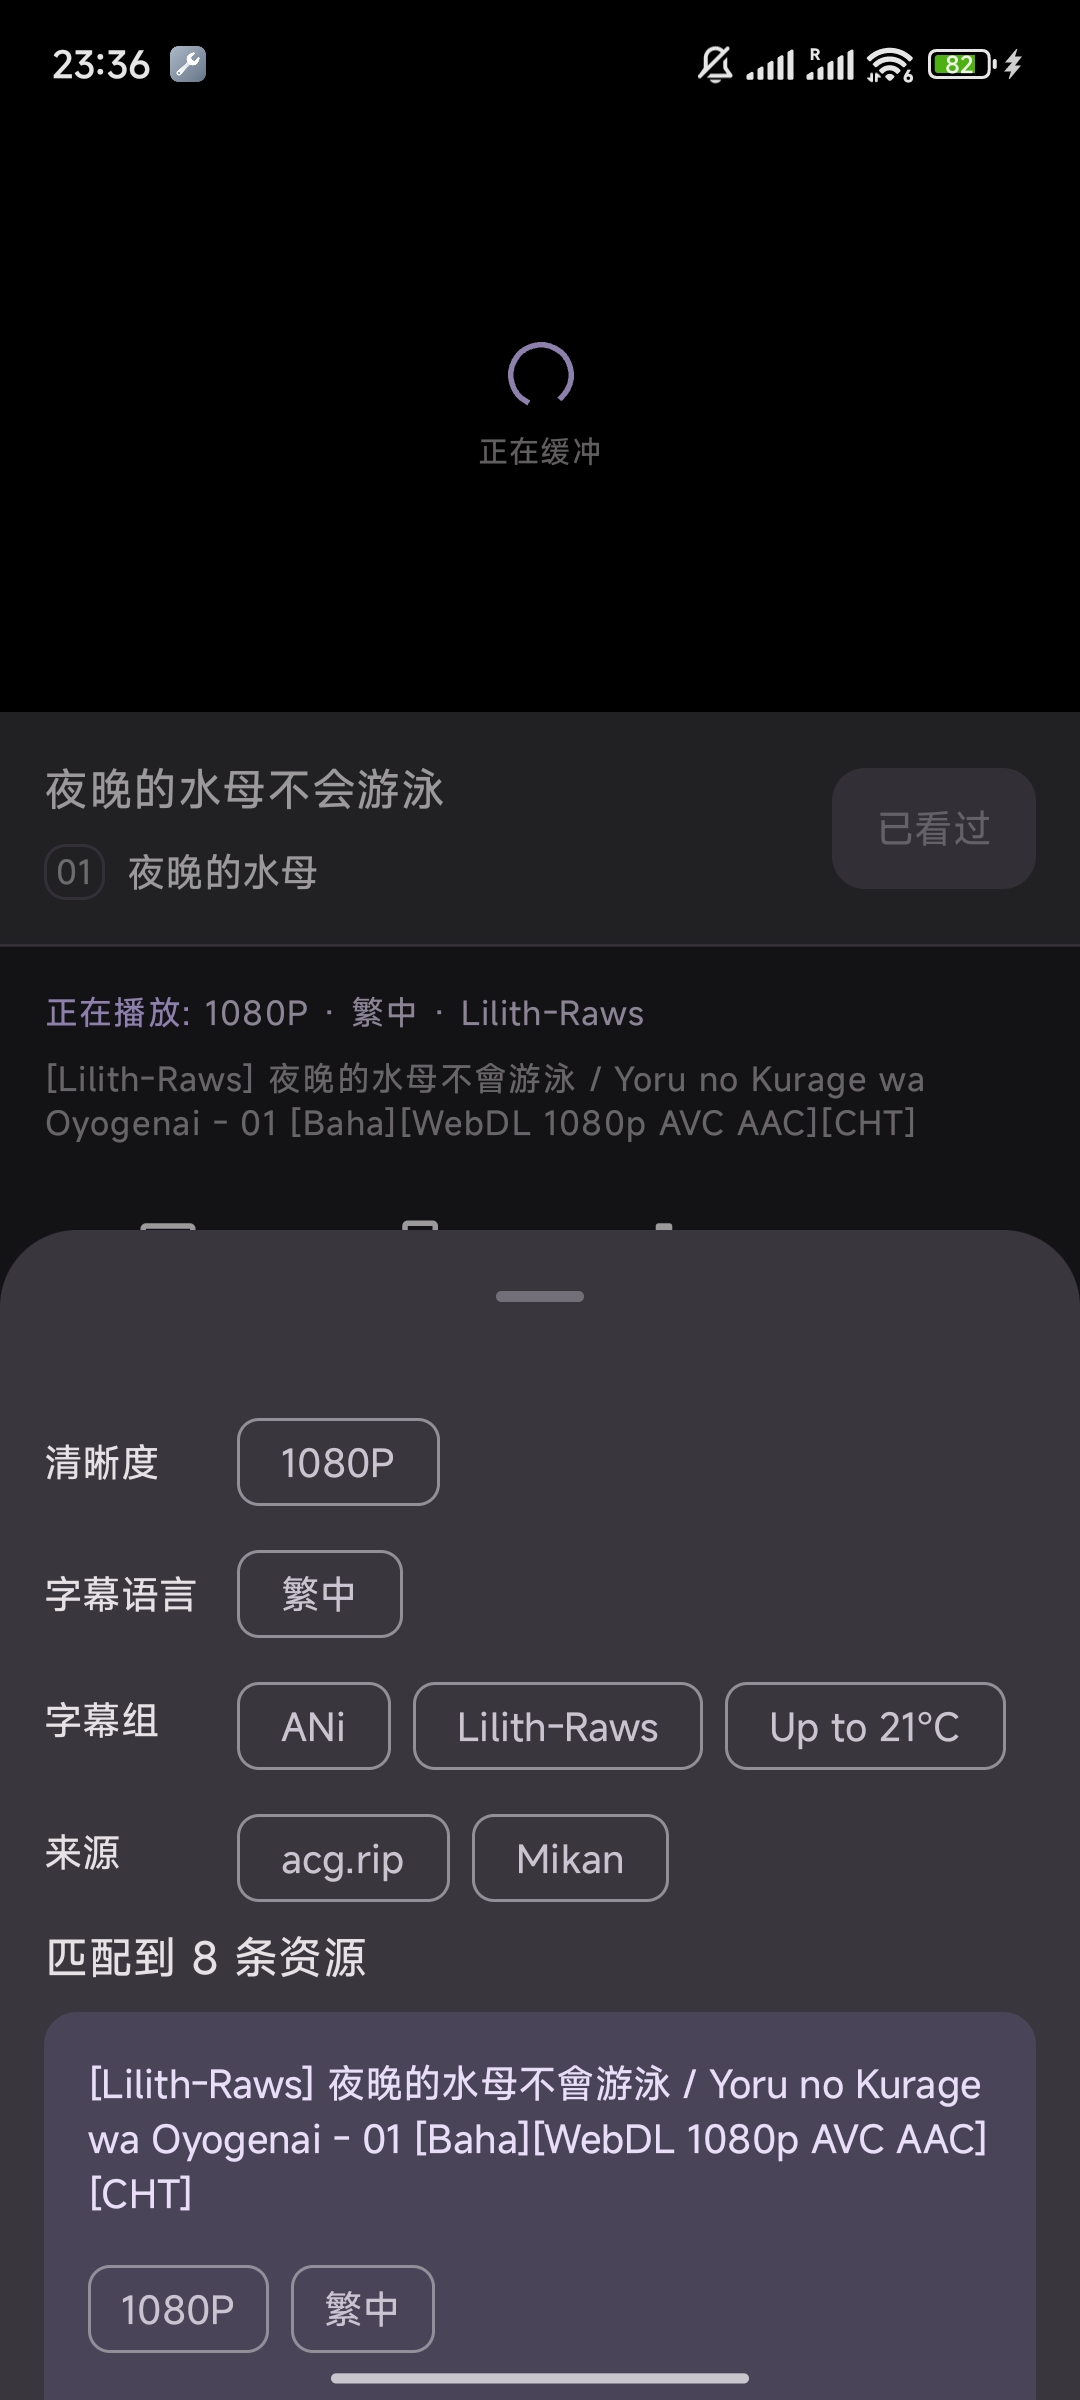 23:36
R
6
82
正在缓冲
夜晚的水母不会游泳
已看过
01 夜晚的水母
正在播放: 1080P · 繁中 · Lilith-Raws
[Lilith-Raws] 夜晚的水母不會游泳 / Yoru no Kurage wa
Oyogenai - 01 [Baha][WebDL 1080p AVC AAC][CHT]
清晰度 1080P
字幕语言 繁中
字幕组 ANi Lilith-Raws Up to 21°C
来源 acg.rip Mikan
匹配到 8 条资源
[Lilith-Raws] 夜晚的水母不會游泳 / Yoru no Kurage
wa Oyogenai - 01 [Baha][WebDL 1080p AVC AAC]
[CHT]
1080P 繁中